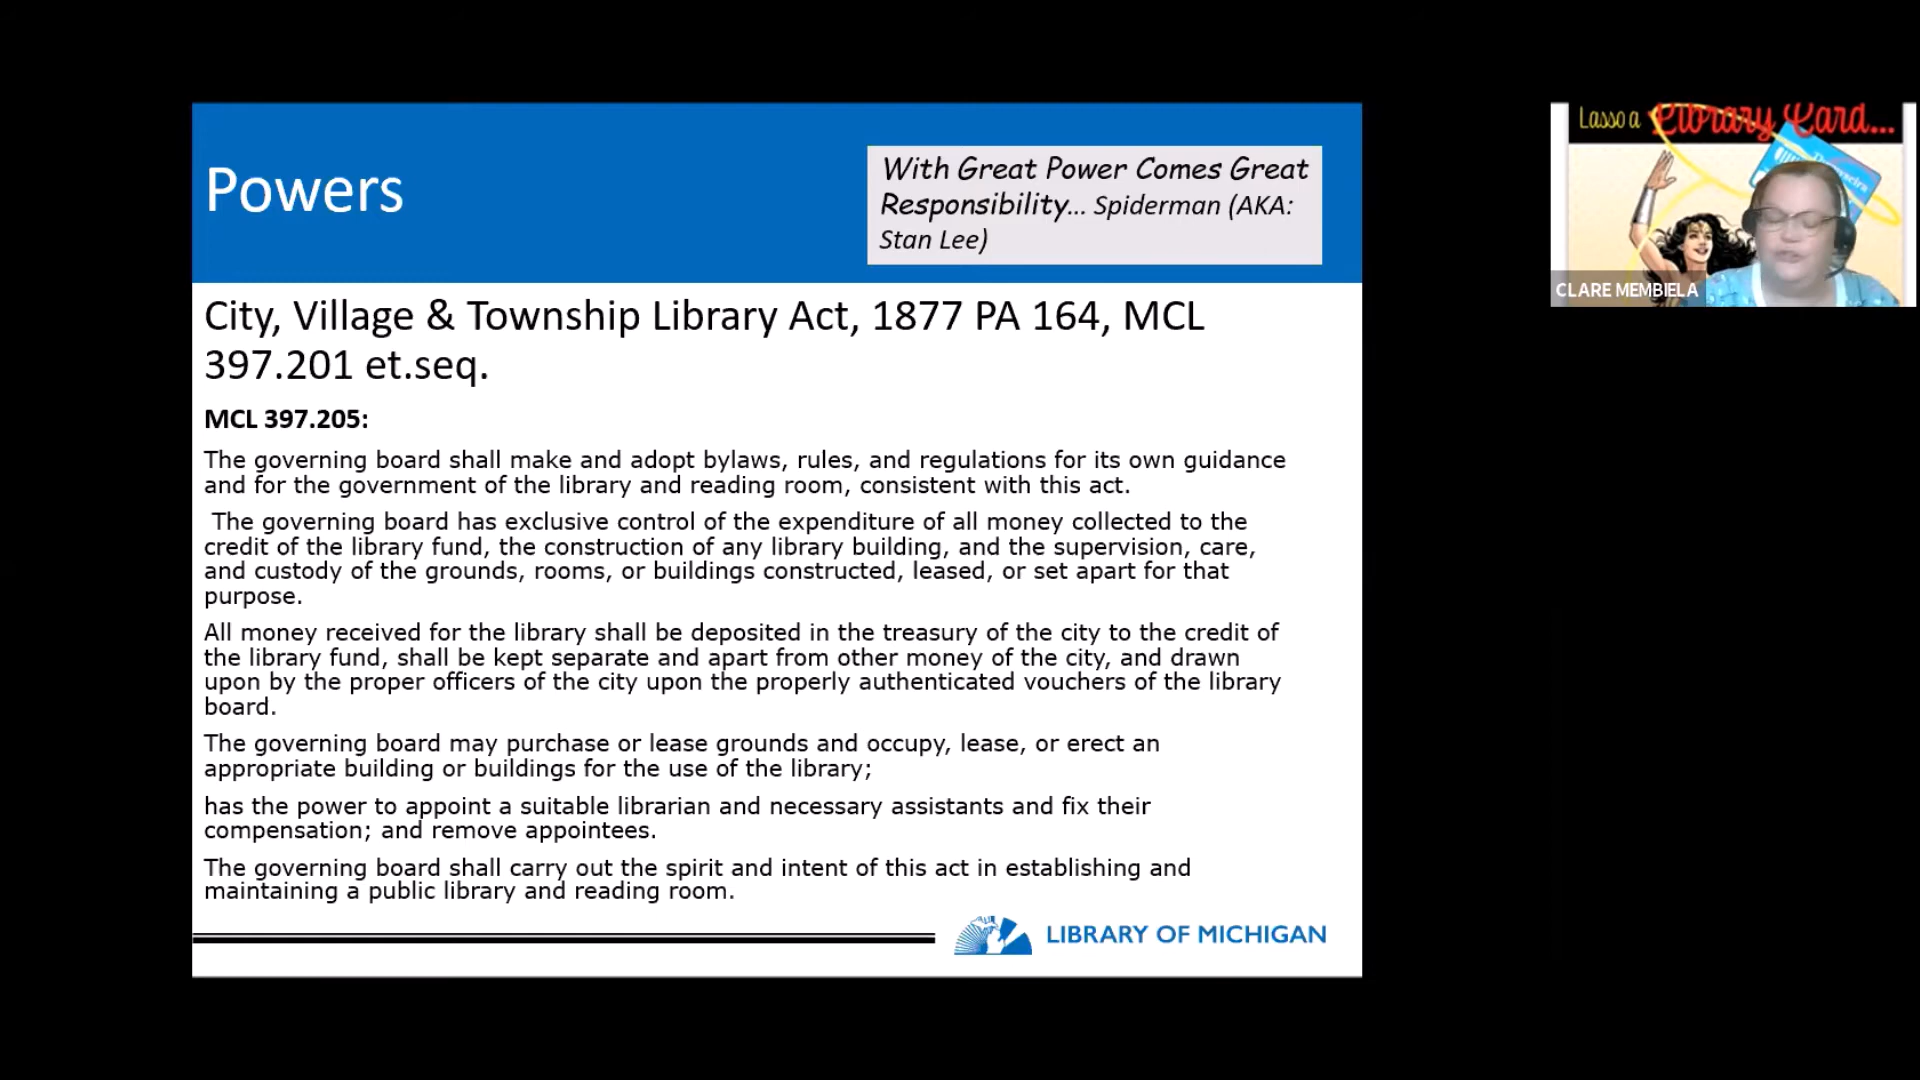 Powers
With Great Power Comes Great
Responsibility... Spiderman (AKA:
Stan Lee)
City, Village & Township Library Act, 1877 PA 164, MCL
397.201 et.seq.
MCL 397.205:
The governing board shall make and adopt bylaws, rules, and regulations for its own guidance
and for the government of the library and reading room, consistent with this act.
The governing board has exclusive control of the expenditure of all money collected to the
credit of the library fund, the construction of any library building, and the supervision, care,
and custody of the grounds, rooms, or buildings constructed, leased, or set apart for that
purpose.
All money received for the library shall be deposited in the treasury of the city to the credit of
the library fund, shall be kept separate and apart from other money of the city, and drawn
upon by the proper officers of the city upon the properly authenticated vouchers of the library
board.
The governing board may purchase or lease grounds and occupy, lease, or erect an
appropriate building or buildings for the use of the library;
has the power to appoint a suitable librarian and necessary assistants and fix their
compensation; and remove appointees.
The governing board shall carry out the spirit and intent of this act in establishing and
maintaining a public library and reading room.
LIBRARY OF MICHIGAN
Lasso a Library Card...
CLARE MEMBIELA